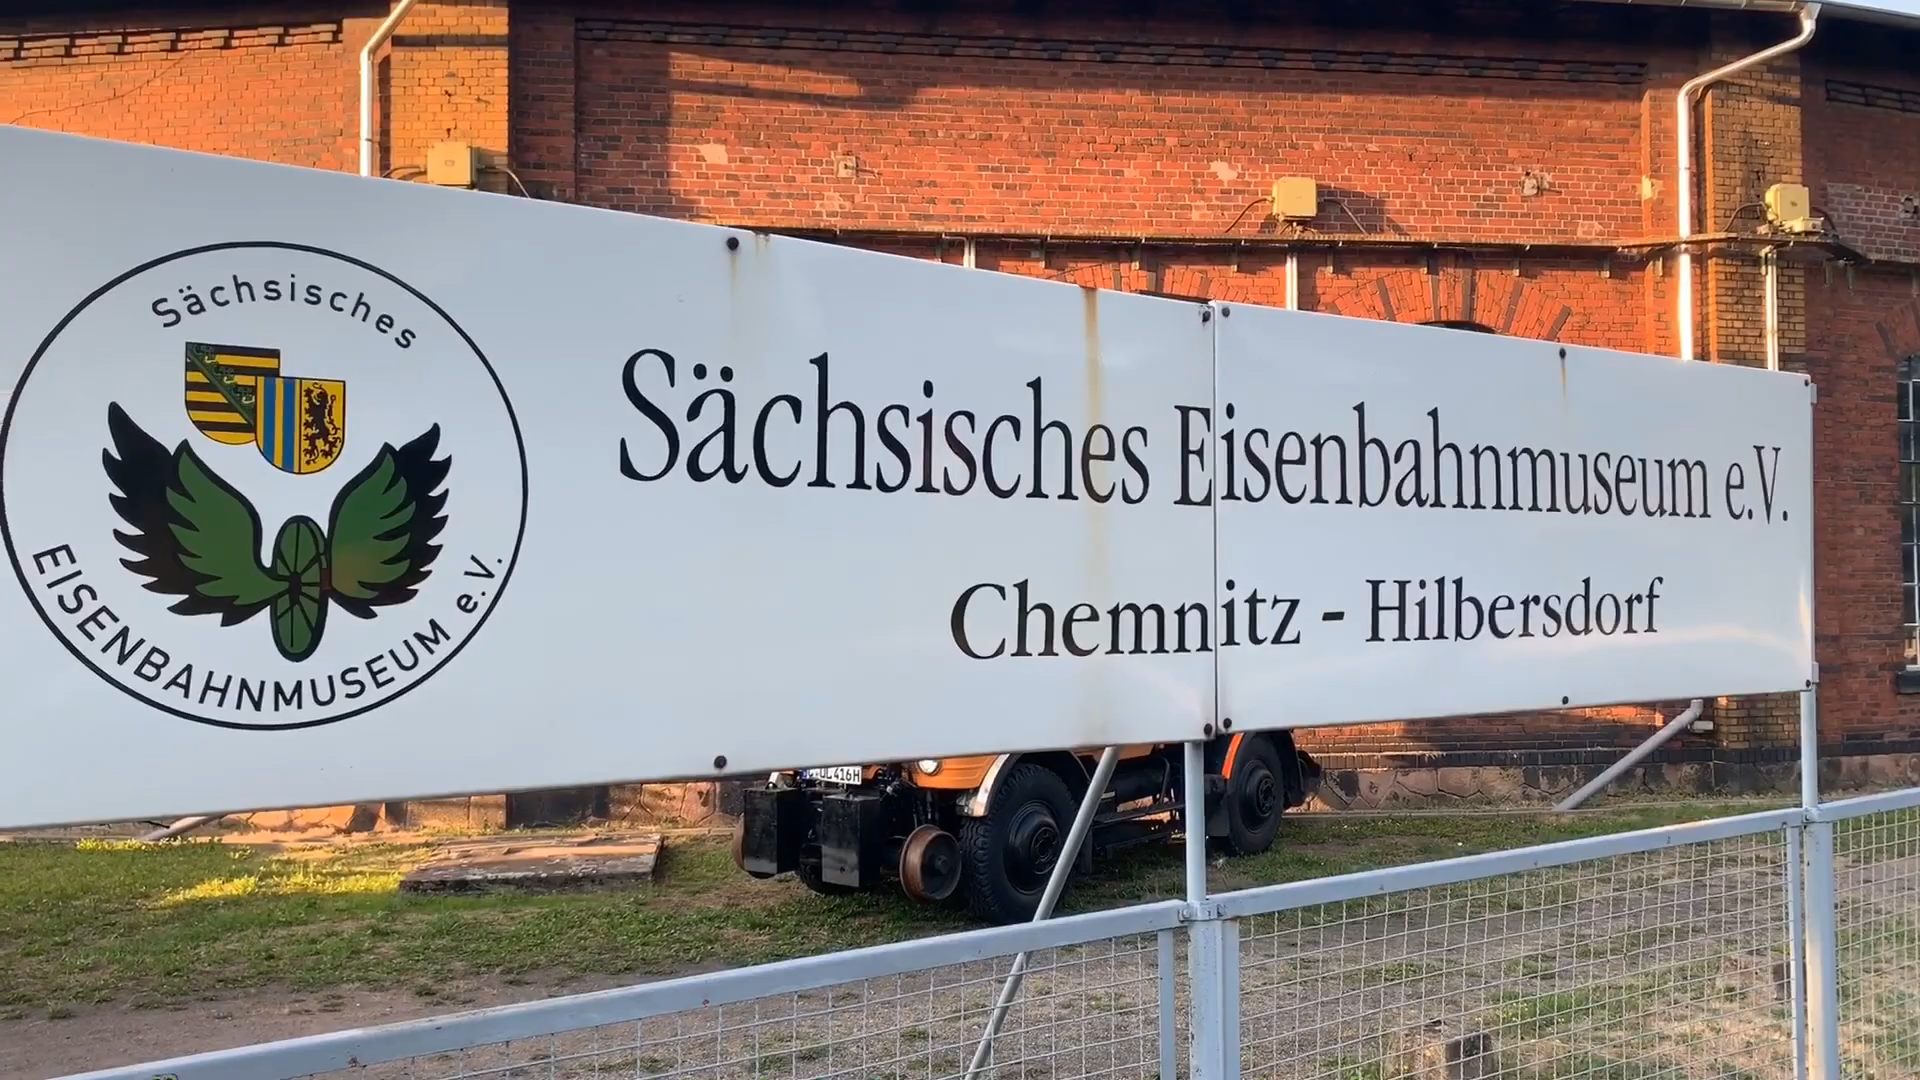 Sächsisches
EISENBAHNMUSEUM e.V.
Sächsisches Eisenbahnmuseum e.V.
Chemnitz - Hilbersdorf